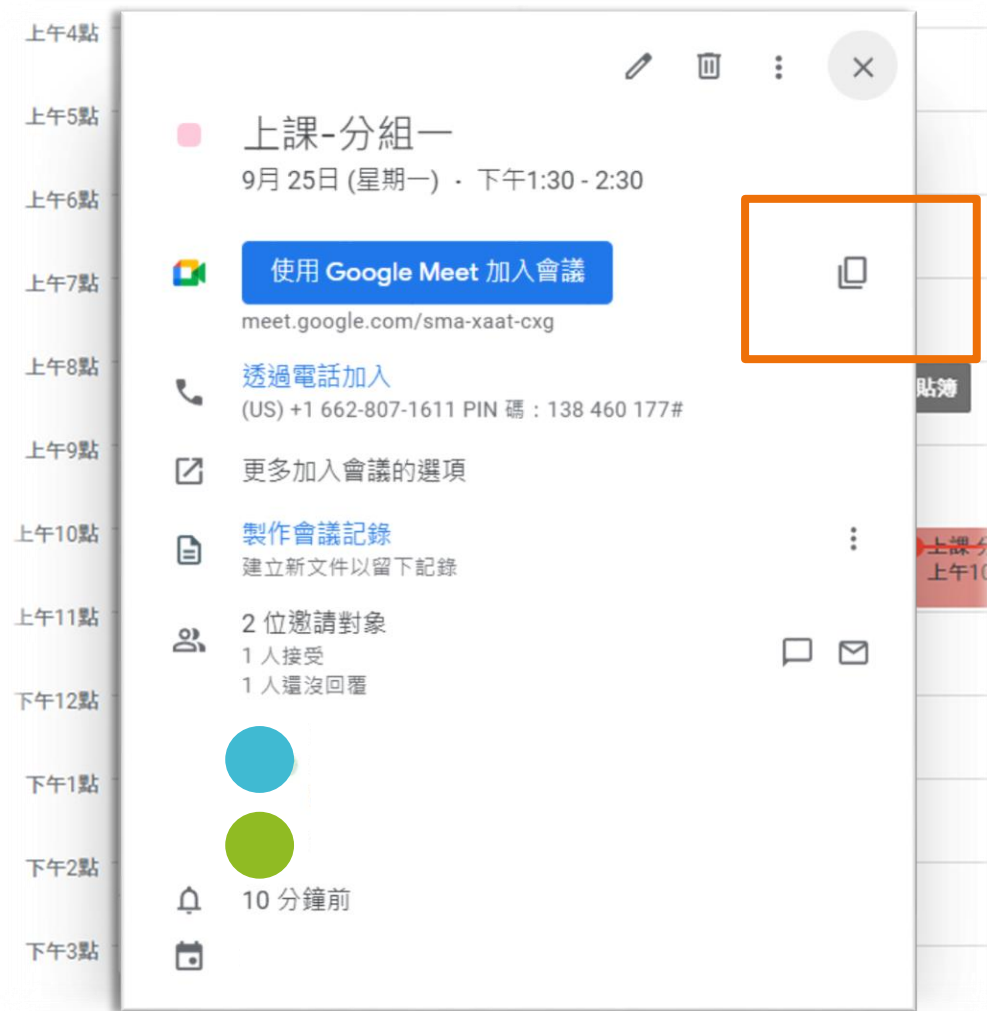 上午4點
上午5點
上午6點
上午7點
上午8點
上午9點
上午10點
上午11點
下午12點
下午1點
下午2點
下午3點
上課-分組一
9月 25日 (星期一) · 下午1:30 - 2:30
使用 Google Meet 加入會議
meet.google.com/sma-xaat-cxg
透過電話加入
(US) +1 662-807-1611 PIN 碼：138 460 177#
更多加入會議的選項
製作會議記錄
建立新文件以留下記錄
2 位邀請對象
1 人接受
1 人還沒回覆
10 分鐘前
貼簿
上課
上午10